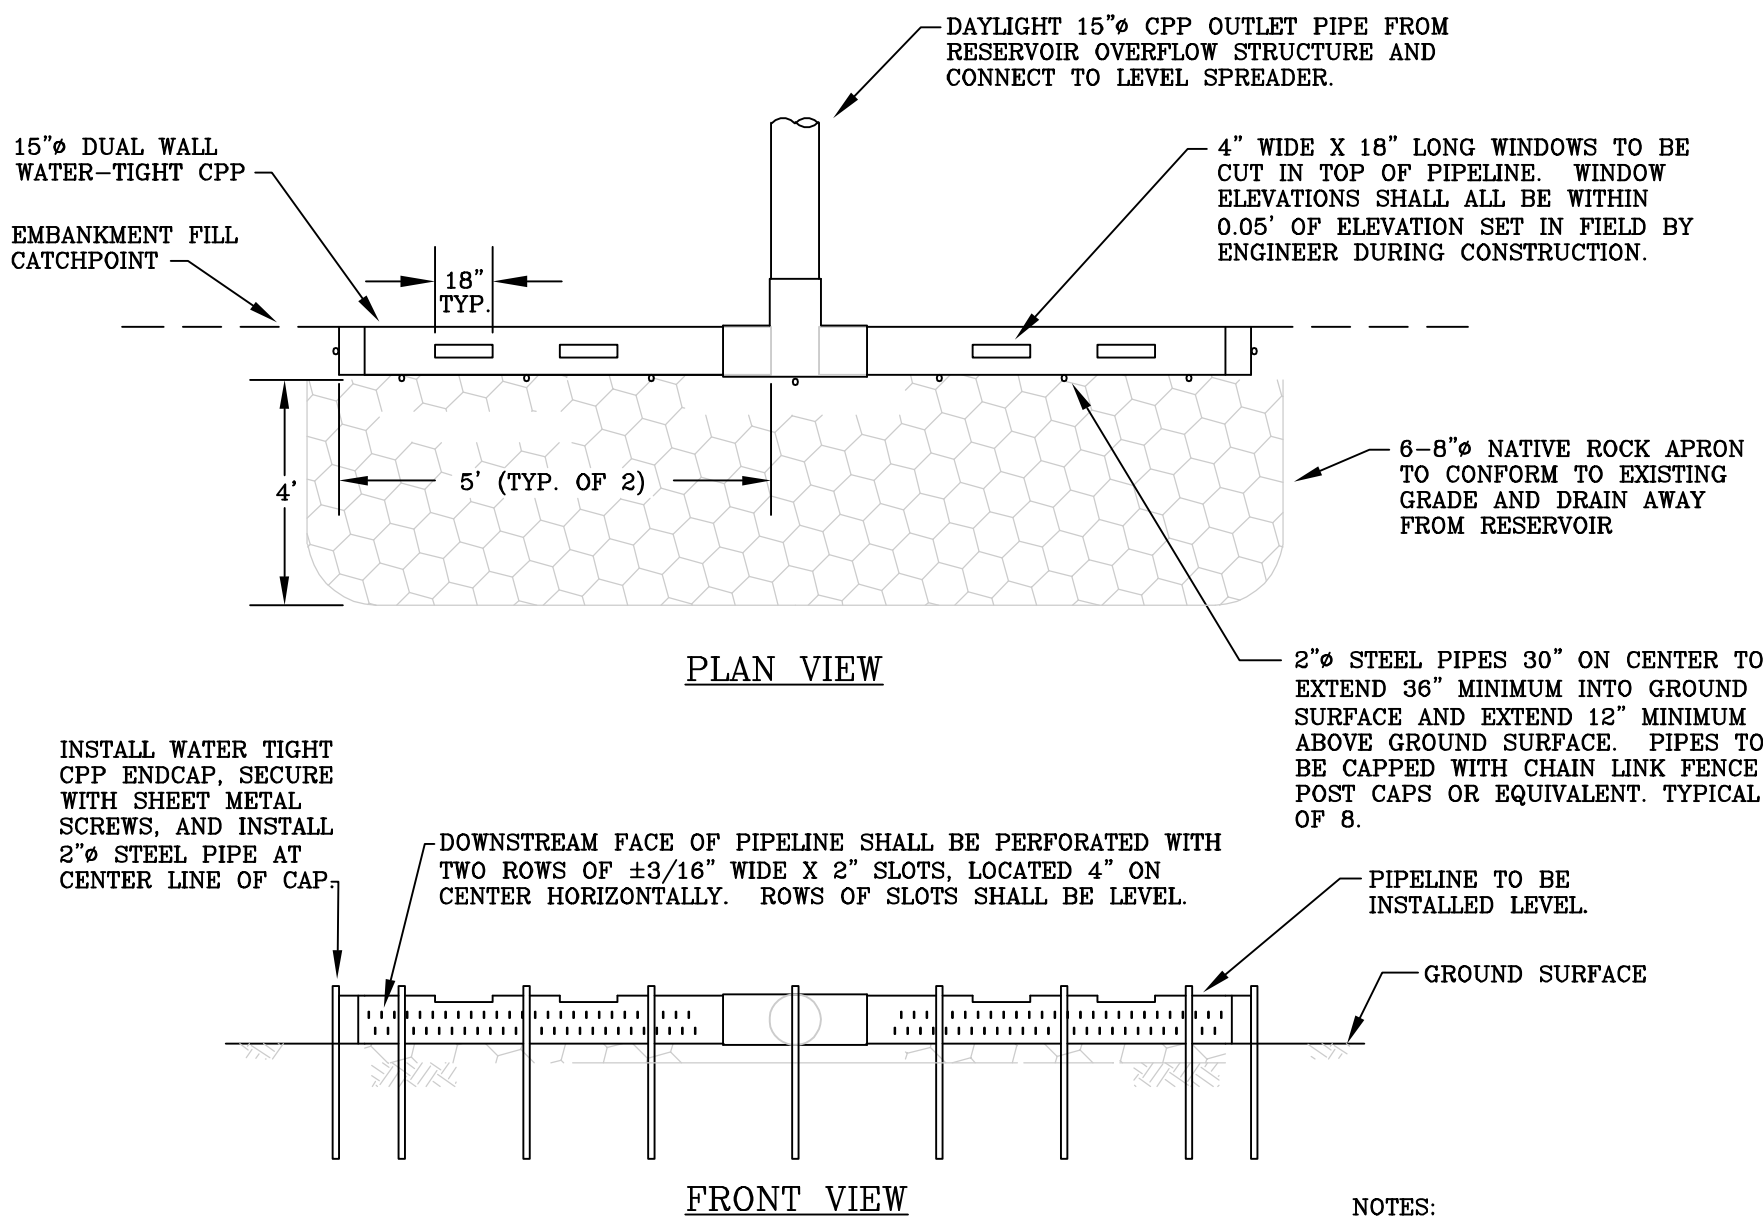 DAYLIGHT 15"ø CPP OUTLET PIPE FROM
RESERVOIR OVERFLOW STRUCTURE AND
CONNECT TO LEVEL SPREADER.
15"ø DUAL WALL
WATER-TIGHT CPP
4" WIDE X 18" LONG WINDOWS TO BE
CUT IN TOP OF PIPELINE. WINDOW
ELEVATIONS SHALL ALL BE WITHIN
0.05' OF ELEVATION SET IN FIELD BY
ENGINEER DURING CONSTRUCTION.
EMBANKMENT FILL
CATCHPOINT
18"
TYP.
6-8"ø NATIVE ROCK APRON
TO CONFORM TO EXISTING
GRADE AND DRAIN AWAY
FROM RESERVOIR
4'
5' (TYP. OF 2)
PLAN VIEW
2"ø STEEL PIPES 30" ON CENTER TO
EXTEND 36" MINIMUM INTO GROUND
SURFACE AND EXTEND 12" MINIMUM
ABOVE GROUND SURFACE. PIPES TO
BE CAPPED WITH CHAIN LINK FENCE
POST CAPS OR EQUIVALENT. TYPICAL
OF 8.
INSTALL WATER TIGHT
CPP ENDCAP, SECURE
WITH SHEET METAL
SCREWS, AND INSTALL
2"ø STEEL PIPE AT
CENTER LINE OF CAP.
DOWNSTREAM FACE OF PIPELINE SHALL BE PERFORATED WITH
TWO ROWS OF ±3/16" WIDE X 2" SLOTS, LOCATED 4" ON
CENTER HORIZONTALLY. ROWS OF SLOTS SHALL BE LEVEL.
PIPELINE TO BE
INSTALLED LEVEL.
GROUND SURFACE
FRONT VIEW
NOTES: